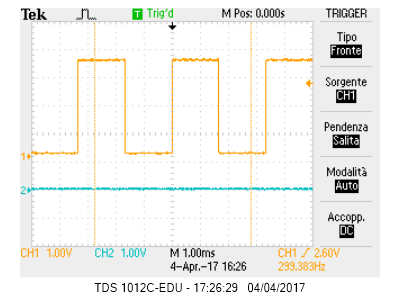 Tek
T Trig'd
M Pos: 0.000s
TRIGGER
Tipo
Fronte
Sorgente
CH1
Pendenza
Salita
Modalità
Auto
Accopp.
DC
1
2
CH1 1.00V
CH2 1.00V
M 1.00ms
CH1
2.60V
4-Apr.-17 16:26
299.383Hz
TDS 1012C-EDU - 17:26:29 04/04/2017